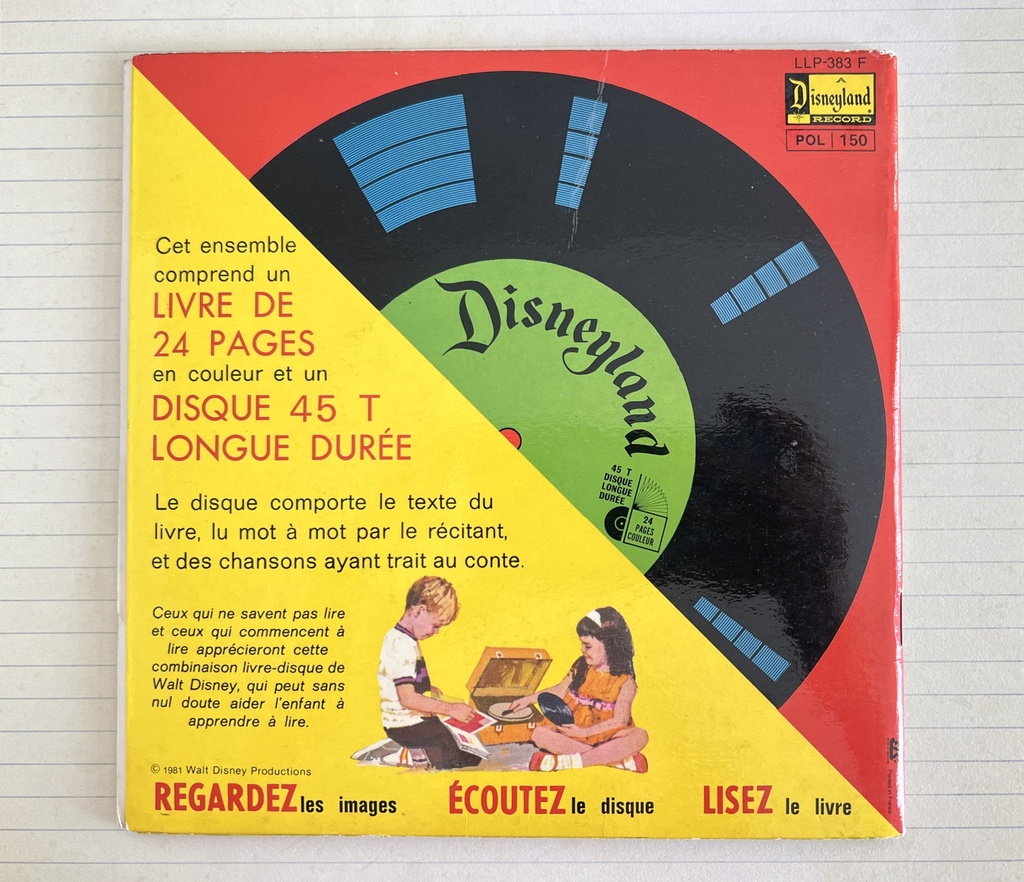 LLP-383 F
Disneyland
RECORD
POL 150
Cet ensemble
comprend un
LIVRE DE
24 PAGES
en couleur et un
DISQUE 45 T
LONGUE DURÉE
Disneyland
45 T
DISQUE
LONGUE
DURÉE
24
PAGES
COULEUR
Le disque comporte le texte du
livre, lu mot à mot par le récitant,
et des chansons ayant trait au conte.
Ceux qui ne savent pas lire
et ceux qui commencent à
lire apprécieront cette
combinaison livre-disque de
Walt Disney, qui peut sans
nul doute aider l'enfant à
apprendre à lire.
© 1981 Walt Disney Productions
REGARDEZ les images ÉCOUTEZ le disque LISEZ le livre
Printed in France